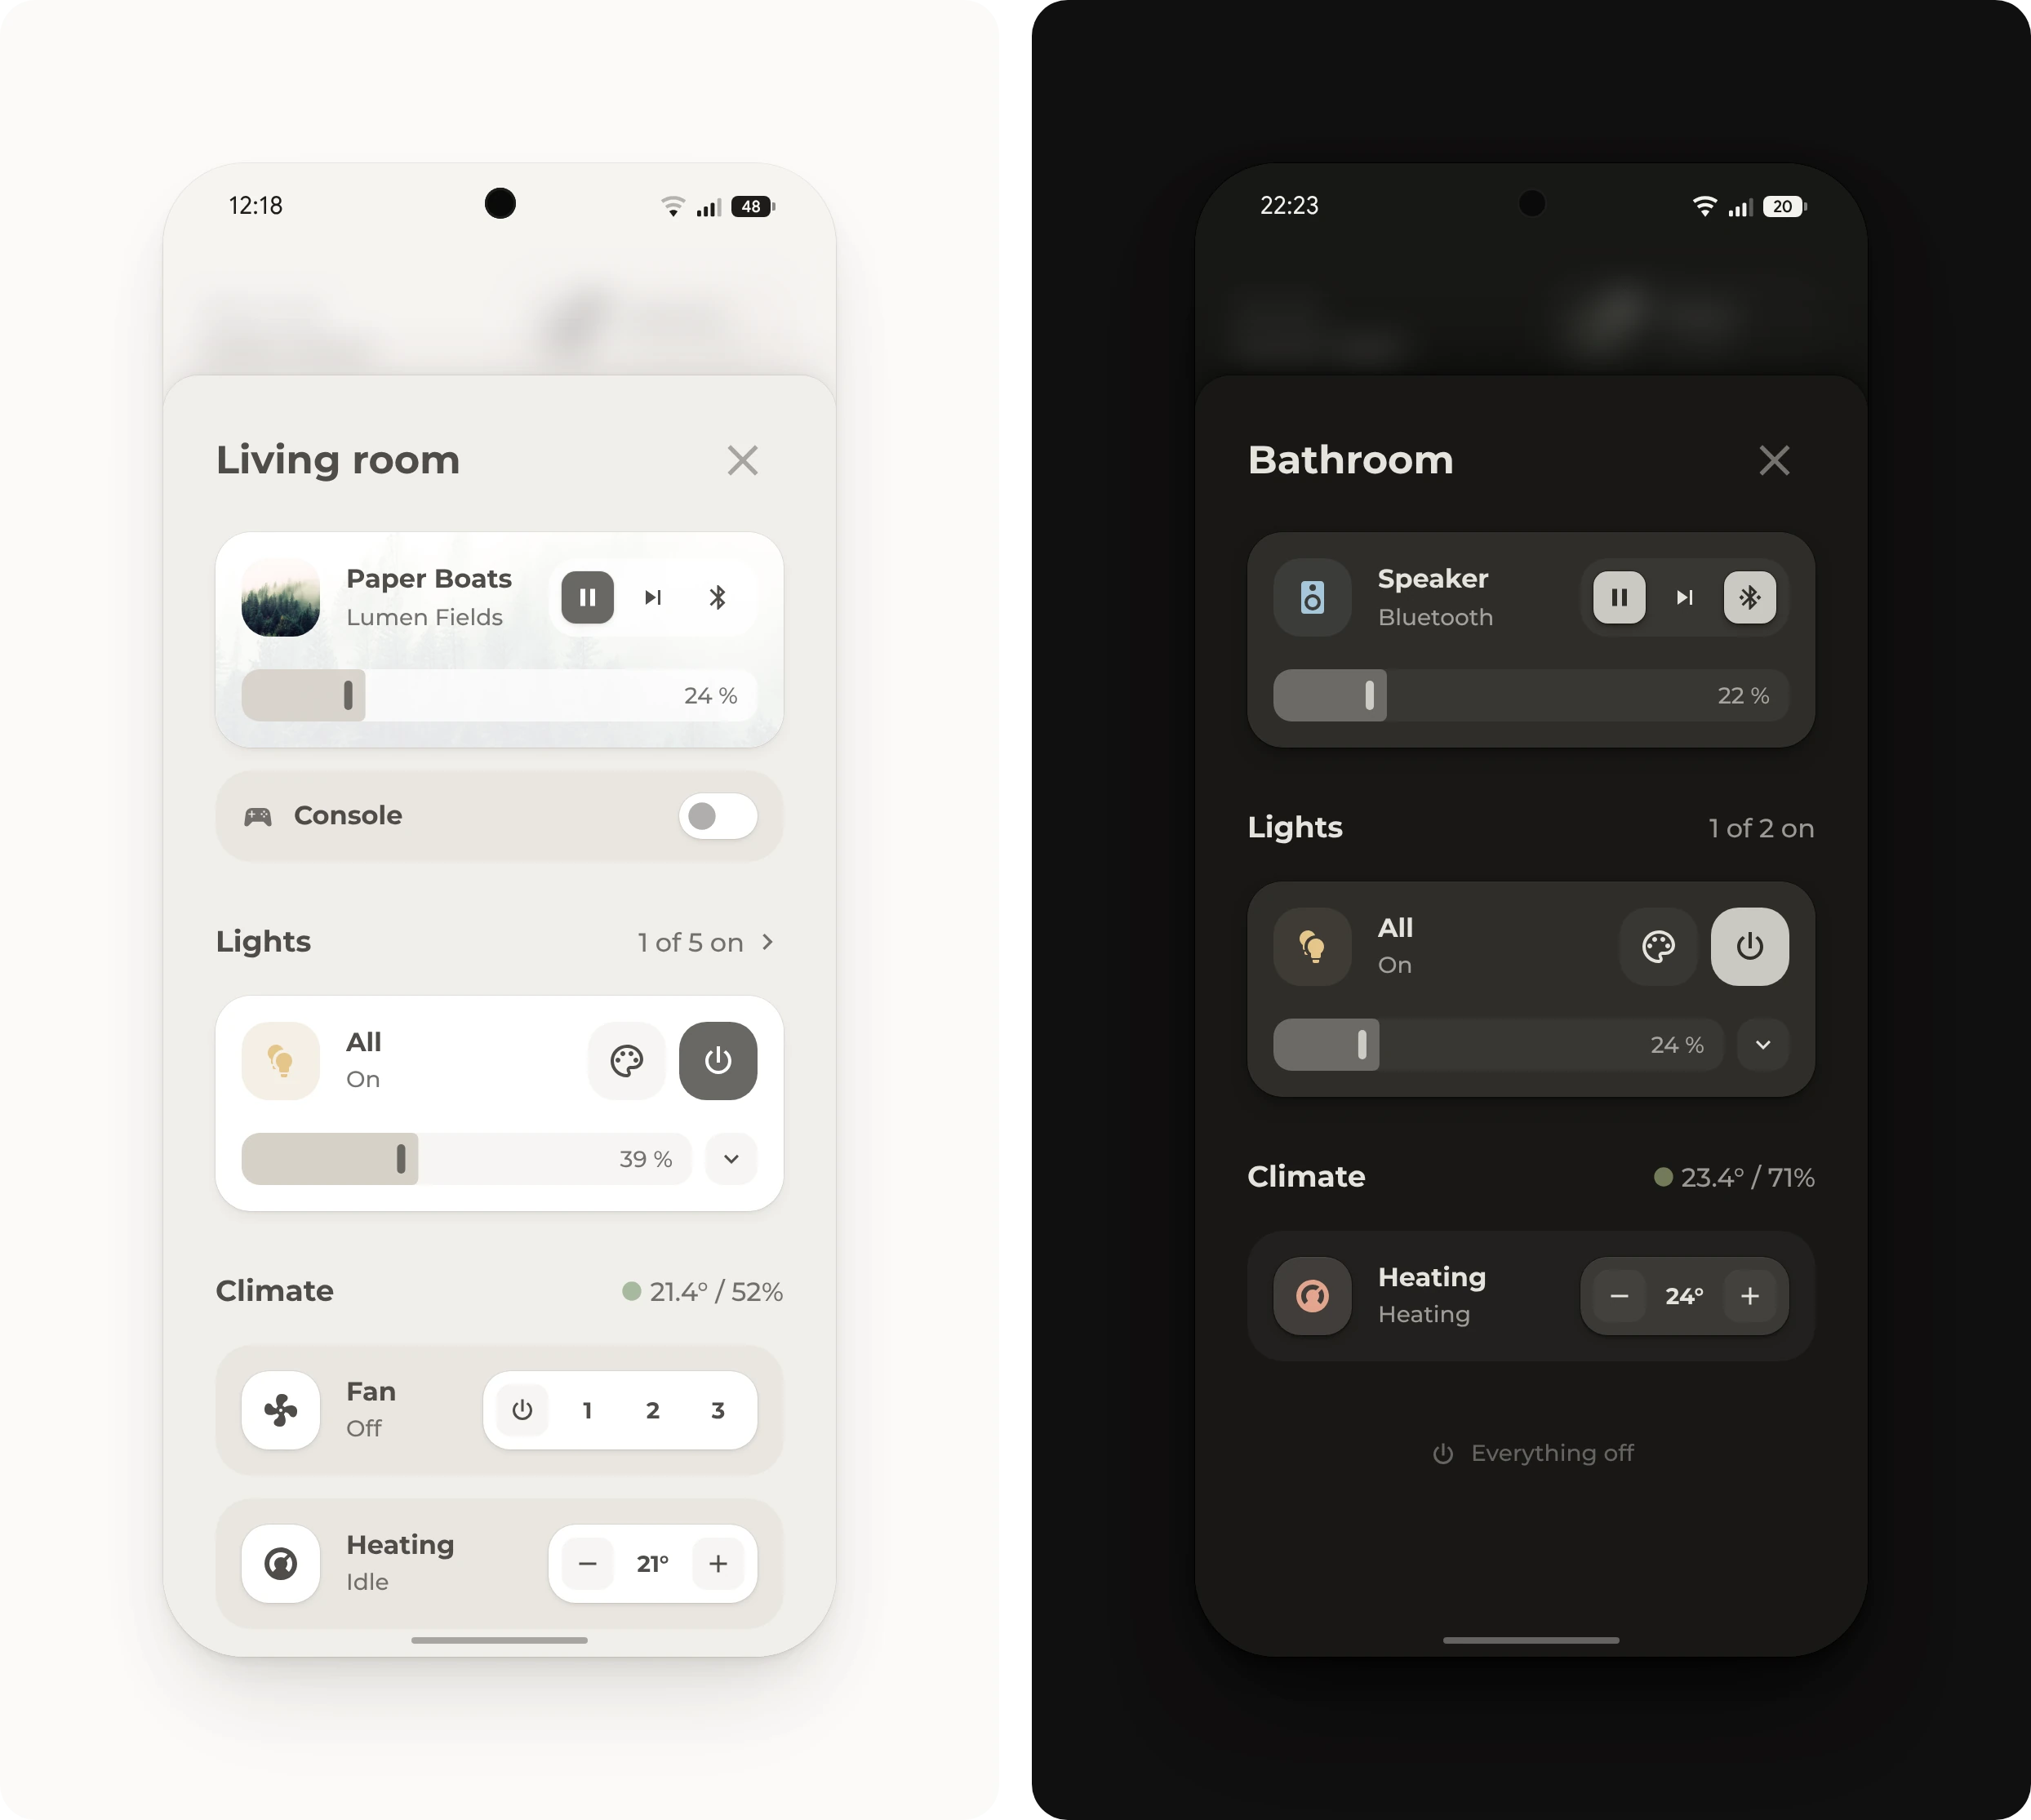 12:18
48
Living room
Paper Boats
Lumen Fields
24 %
Console
Lights
1 of 5 on
All
On
39 %
Climate
21.4° / 52%
Fan
Off
1 2 3
Heating
Idle
21°
22:23
20
Bathroom
Speaker
Bluetooth
22 %
Lights
1 of 2 on
All
On
24 %
Climate
23.4° / 71%
Heating
Heating
24°
Everything off